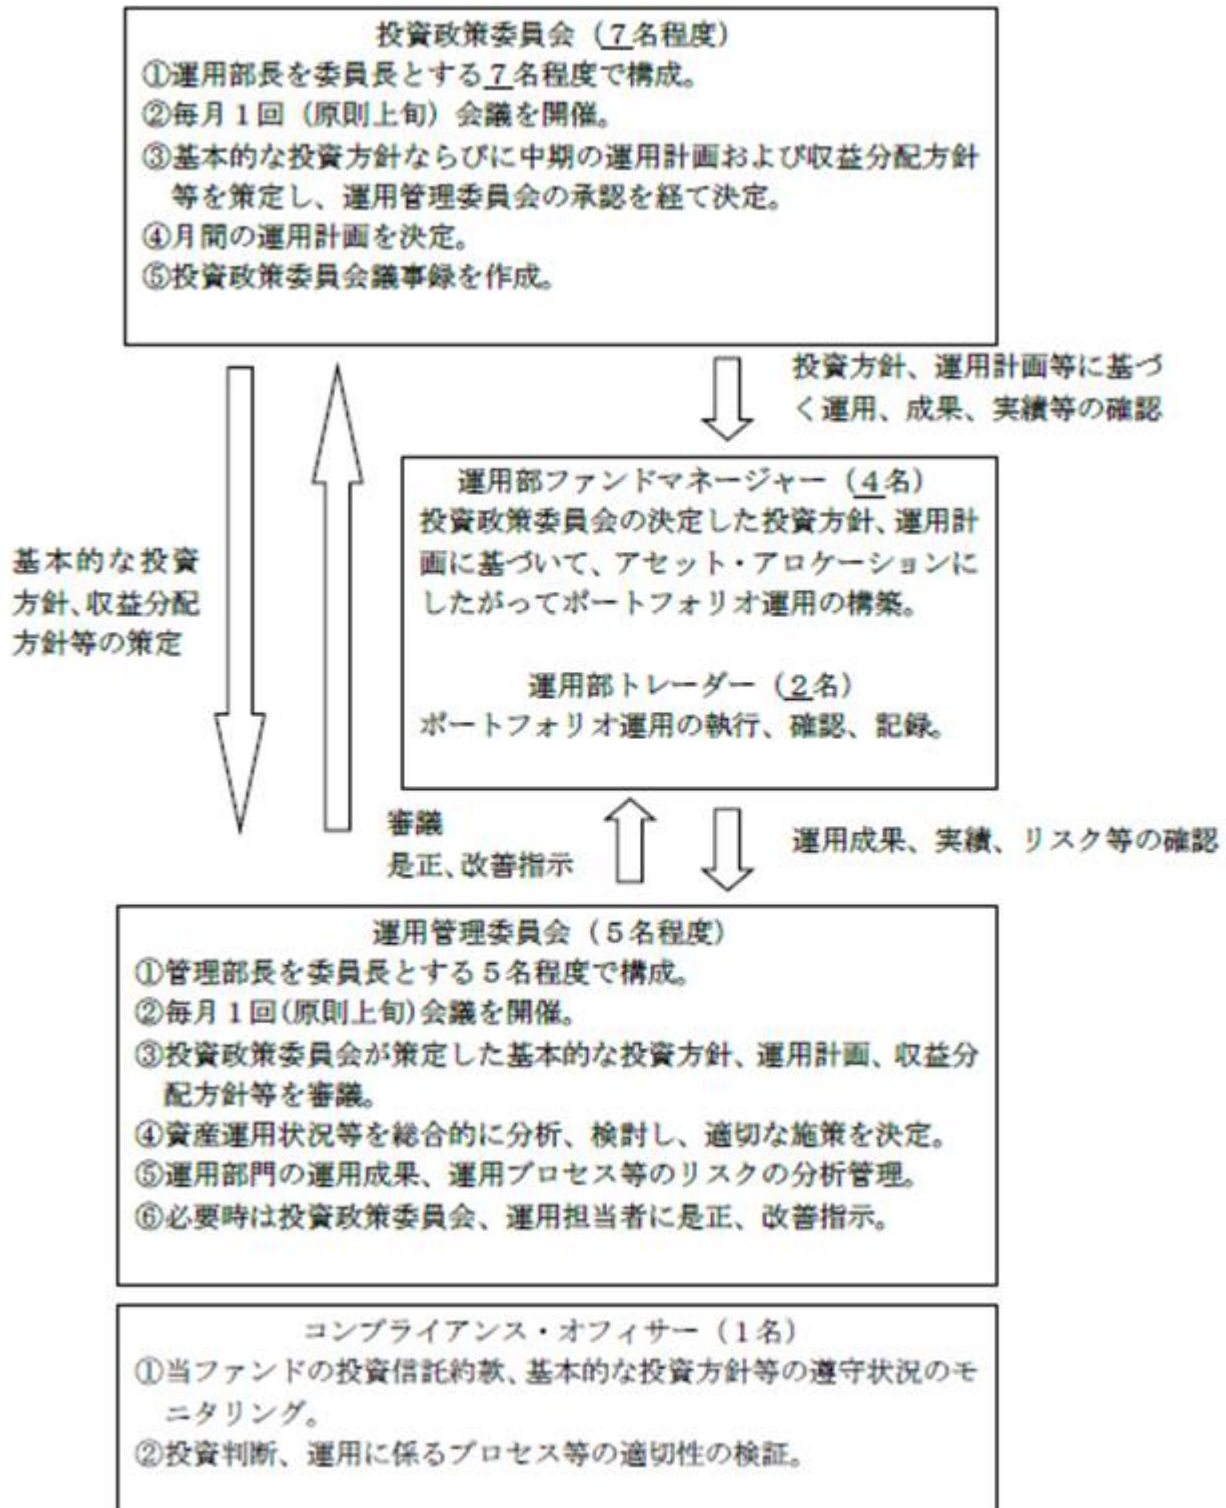 投資政策委員会（７名程度）
①運用部長を委員長とする７名程度で構成。
②毎月１回（原則上旬）会議を開催。
③基本的な投資方針ならびに中期の運用計画および収益分配方針
等を策定し、運用管理委員会の承認を経て決定。
④月間の運用計画を決定。
⑤投資政策委員会議事録を作成。
投資方針、運用計画等に基づ
く運用、成果、実績等の確認
運用部ファンドマネージャー（４名）
投資政策委員会の決定した投資方針、運用計
画に基づいて、アセット・アロケーションに
したがってポートフォリオ運用の構築。
運用部トレーダー（２名）
ポートフォリオ運用の執行、確認、記録。
基本的な投資
方針、収益分配
方針等の策定
審議
是正、改善指示
運用成果、実績、リスク等の確認
運用管理委員会（５名程度）
①管理部長を委員長とする５名程度で構成。
②毎月１回(原則上旬)会議を開催。
③投資政策委員会が策定した基本的な投資方針、運用計画、収益分
配方針等を審議。
④資産運用状況等を総合的に分析、検討し、適切な施策を決定。
⑤運用部門の運用成果、運用プロセス等のリスクの分析管理。
⑥必要時は投資政策委員会、運用担当者に是正、改善指示。
コンプライアンス・オフィサー（１名）
①当ファンドの投資信託約款、基本的な投資方針等の遵守状況のモ
ニタリング。
②投資判断、運用に係るプロセス等の適切性の検証。